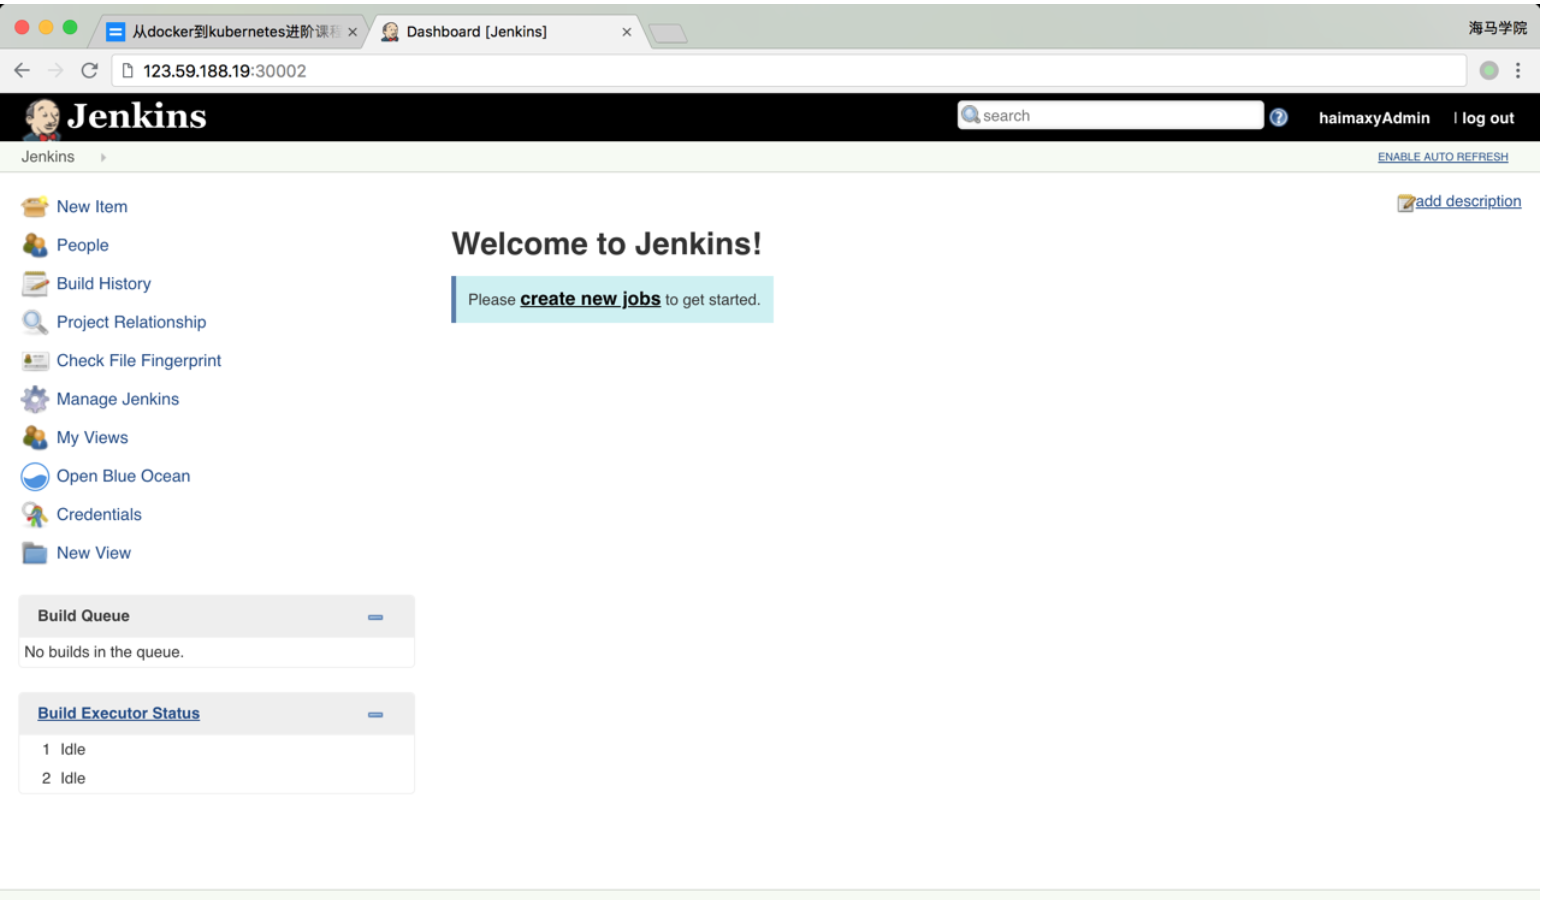 从docker到kubernetes进阶课程
Dashboard [Jenkins]
海马学院
123.59.188.19:30002
Jenkins
search
haimaxyAdmin
| log out
Jenkins
ENABLE AUTO REFRESH
New Item
add description
People
Welcome to Jenkins!
Build History
Please create new jobs to get started.
Project Relationship
Check File Fingerprint
Manage Jenkins
My Views
Open Blue Ocean
Credentials
New View
Build Queue
No builds in the queue.
Build Executor Status
1 Idle
2 Idle